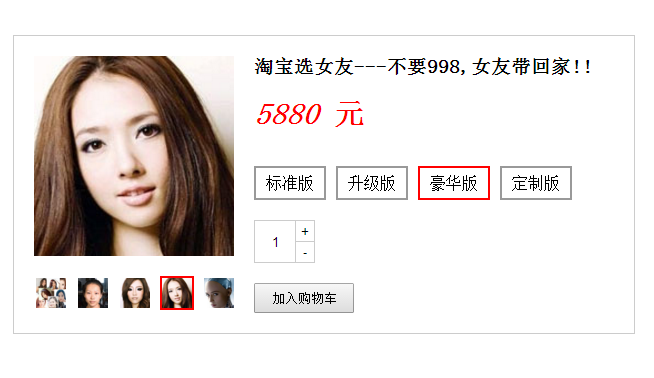 淘宝选女友---不要998,女友带回家!!
5880 元
标准版 升级版 豪华版 定制版
1
+
-
加入购物车